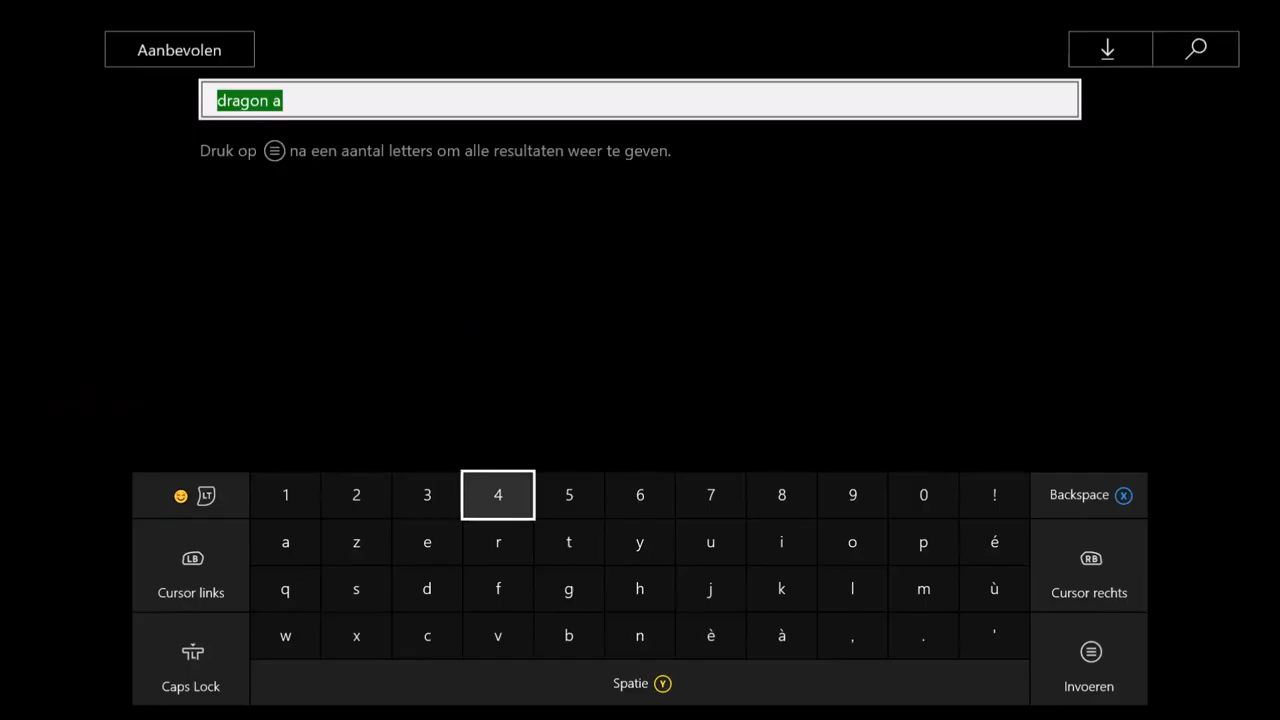 Aanbevolen
dragon a
Druk op na een aantal letters om alle resultaten weer te geven.
LT 1 2 3 4 5 6 7 8 9 0 ! Backspace X
a z e r t y u i o p é
LB RB
Cursor links q s d f g h j k l m ù Cursor rechts
w x c v b n è à , . '
Caps Lock Spatie Y Invoeren